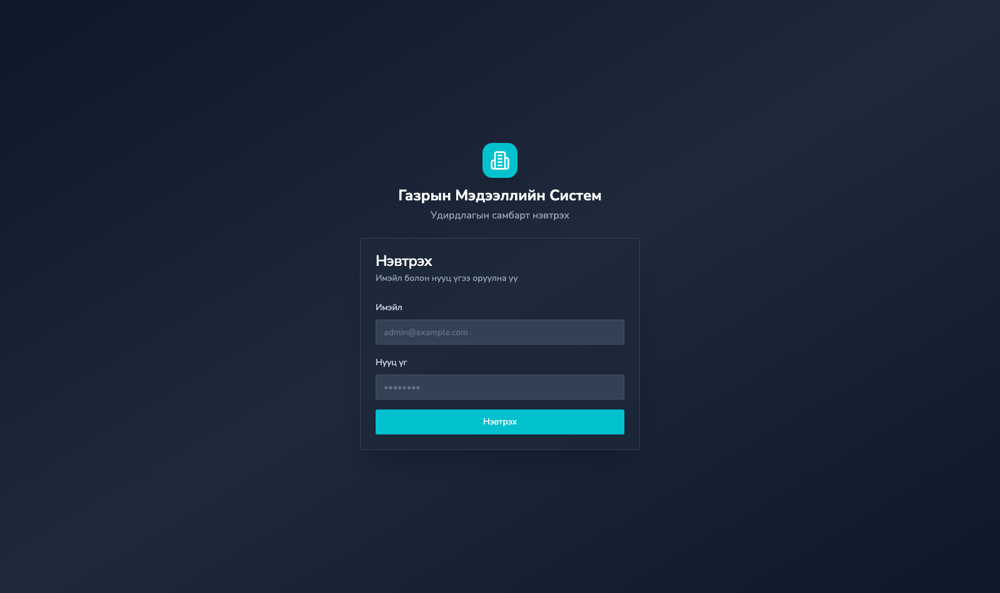 Газрын Мэдээллийн Систем
Удирдлагын самбарт нэвтрэх
Нэвтрэх
Имэйл болон нууц үгээ оруулна уу
Имэйл
admin@example.com
Нууц үг
••••••••
Нэвтрэх